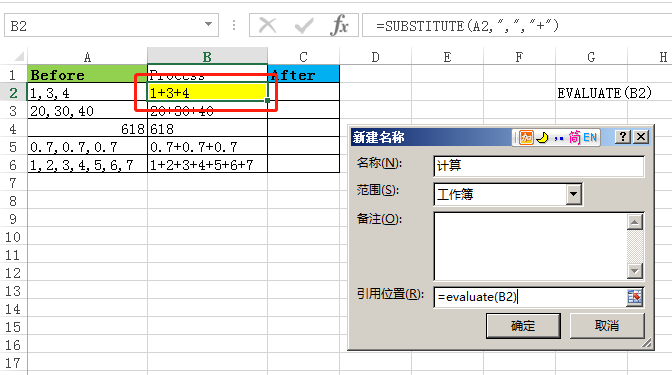 B2 fx =SUBSTITUTE(A2,",","+")
A B C D E F G H
1 Before Process After
2 1,3,4 1+3+4 EVALUATE(B2)
3 20,30,40 20+30+40
4 618 618
5 0.7,0.7,0.7 0.7+0.7+0.7
6 1,2,3,4,5,6,7 1+2+3+4+5+6+7
7
8
9
10
11
12
13
14
15
16
17
新建名称 简 EN ? ×
名称(N): 计算
范围(S): 工作簿
备注(O):
引用位置(R): =evaluate(B2)
确定 取消